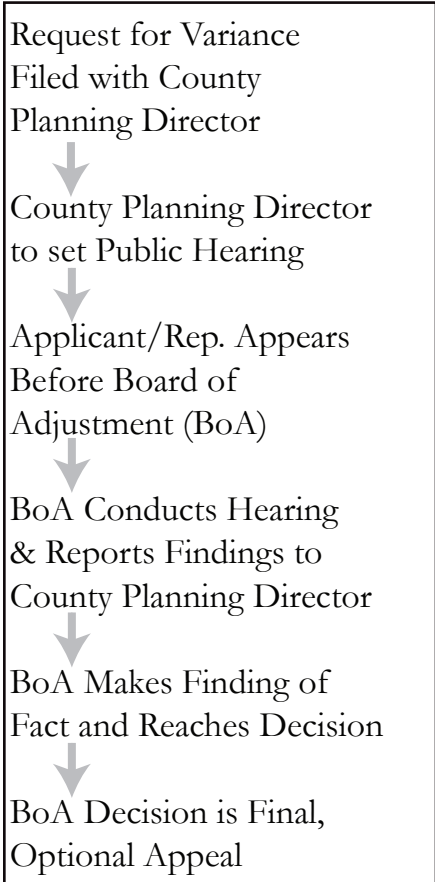 Request for Variance
Filed with County
Planning Director
County Planning Director
to set Public Hearing
Applicant/Rep. Appears
Before Board of
Adjustment (BoA)
BoA Conducts Hearing
& Reports Findings to
County Planning Director
BoA Makes Finding of
Fact and Reaches Decision
BoA Decision is Final,
Optional Appeal